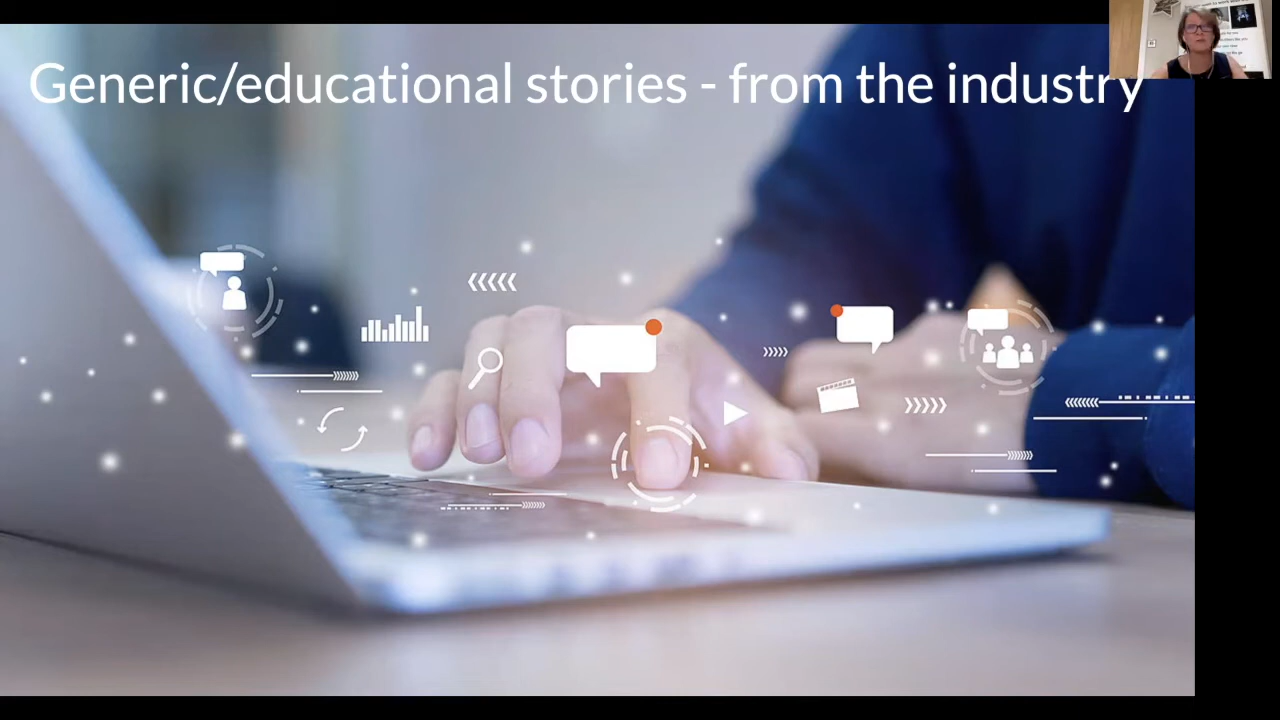 Generic/educational stories - from the industry